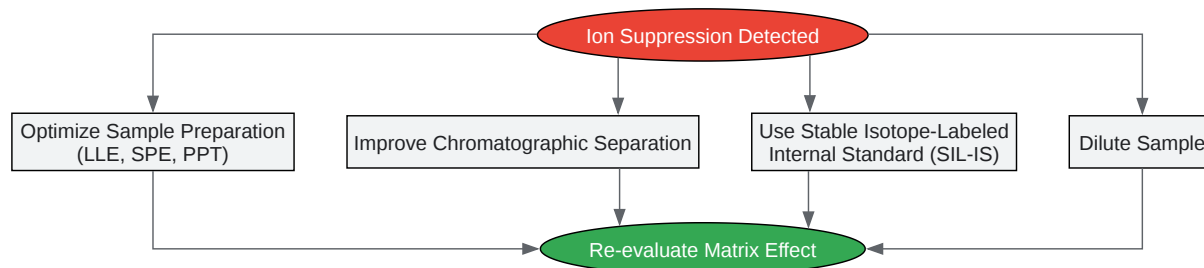 Ion Suppression Detected
Optimize Sample Preparation
(LLE, SPE, PPT)
Improve Chromatographic Separation
Use Stable Isotope-Labeled
Internal Standard (SIL-IS)
Dilute Sample
Re-evaluate Matrix Effect